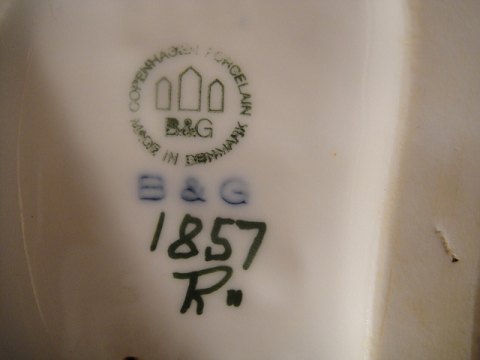 COPENHAGEN PORCELAIN
B&G
MADE IN DENMARK
B & G
1857
R"